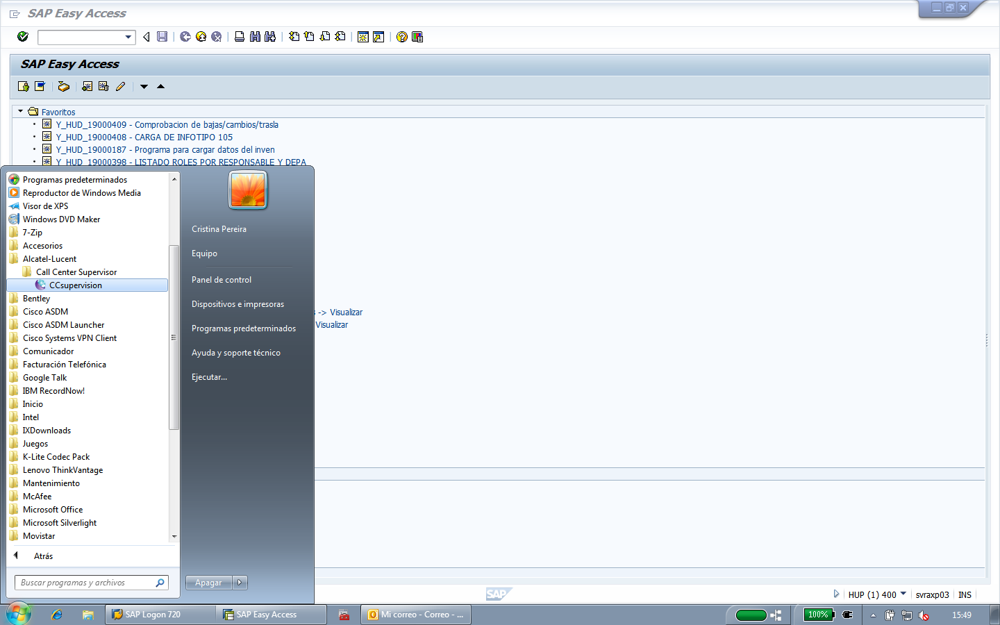 SAP Easy Access
SAP Easy Access
Favoritos
Y_HUD_19000409 - Comprobacion de bajas/cambios/trasla
Y_HUD_19000408 - CARGA DE INFOTIPO 105
Y_HUD_19000187 - Programa para cargar datos del inven
Y_HUD_19000398 - LISTADO ROLES POR RESPONSABLE Y DEPA
-> Visualizar
Visualizar
Programas predeterminados
Reproductor de Windows Media
Visor de XPS
Windows DVD Maker
7-Zip
Accesorios
Alcatel-Lucent
Call Center Supervisor
CCsupervision
Bentley
Cisco ASDM
Cisco ASDM Launcher
Cisco Systems VPN Client
Comunicador
Facturación Telefónica
Google Talk
IBM RecordNow!
Inicio
Intel
IXDownloads
Juegos
K-Lite Codec Pack
Lenovo ThinkVantage
Mantenimiento
McAfee
Microsoft Office
Microsoft Silverlight
Movistar
Atrás
Buscar programas y archivos
Cristina Pereira
Equipo
Panel de control
Dispositivos e impresoras
Programas predeterminados
Ayuda y soporte técnico
Ejecutar...
Apagar
SAP
HUP (1) 400
svraxp03
INS
SAP Logon 720
SAP Easy Access
Mi correo - Correo - ...
100%
15:49